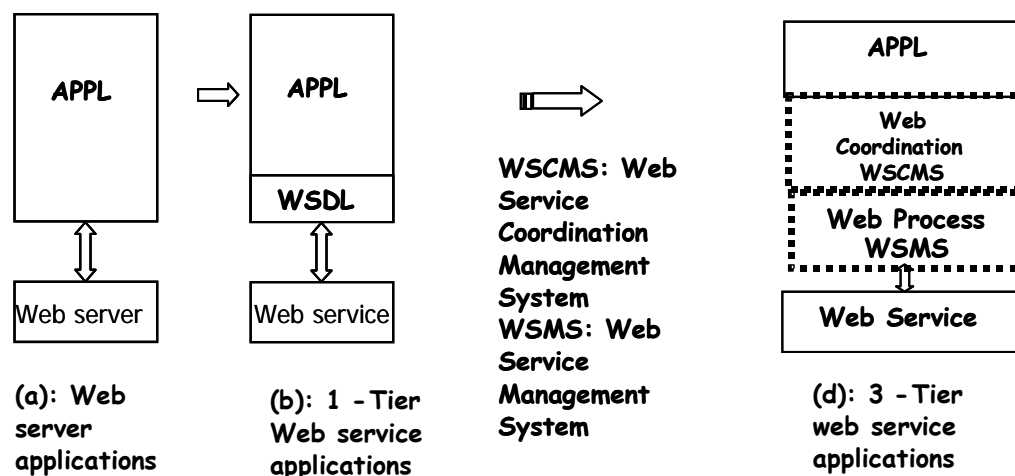 APPL
Web server
(a): Web
server
applications
APPL
WSDL
Web service
(b): 1 -Tier
Web service
applications
WSCMS: Web
Service
Coordination
Management
System
WSMS: Web
Service
Management
System
APPL
Web
Coordination
WSCMS
Web Process
WSMS
Web Service
(d): 3 -Tier
web service
applications